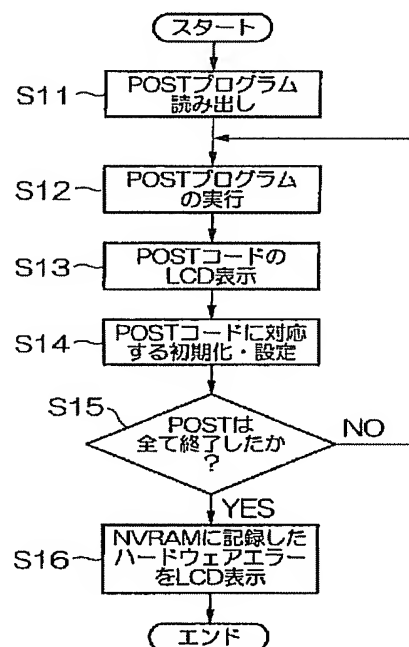 スタート
S11
POSTプログラム
読み出し
S12
POSTプログラム
の実行
S13
POSTコードの
LCD表示
S14
POSTコードに対応
する初期化・設定
S15
POSTは
全て終了したか
?
NO
YES
S16
NVRAMに記録した
ハードウェアエラー
をLCD表示
エンド